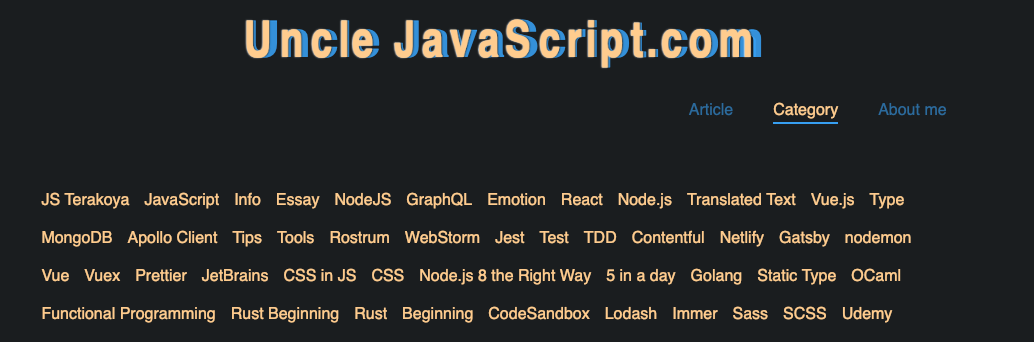 Uncle JavaScript.com
Article Category About me
JS Terakoya JavaScript Info Essay NodeJS GraphQL Emotion React Node.js Translated Text Vue.js Type
MongoDB Apollo Client Tips Tools Rostrum WebStorm Jest Test TDD Contentful Netlify Gatsby nodemon
Vue Vuex Prettier JetBrains CSS in JS CSS Node.js 8 the Right Way 5 in a day Golang Static Type OCaml
Functional Programming Rust Beginning Rust Beginning CodeSandbox Lodash Immer Sass SCSS Udemy